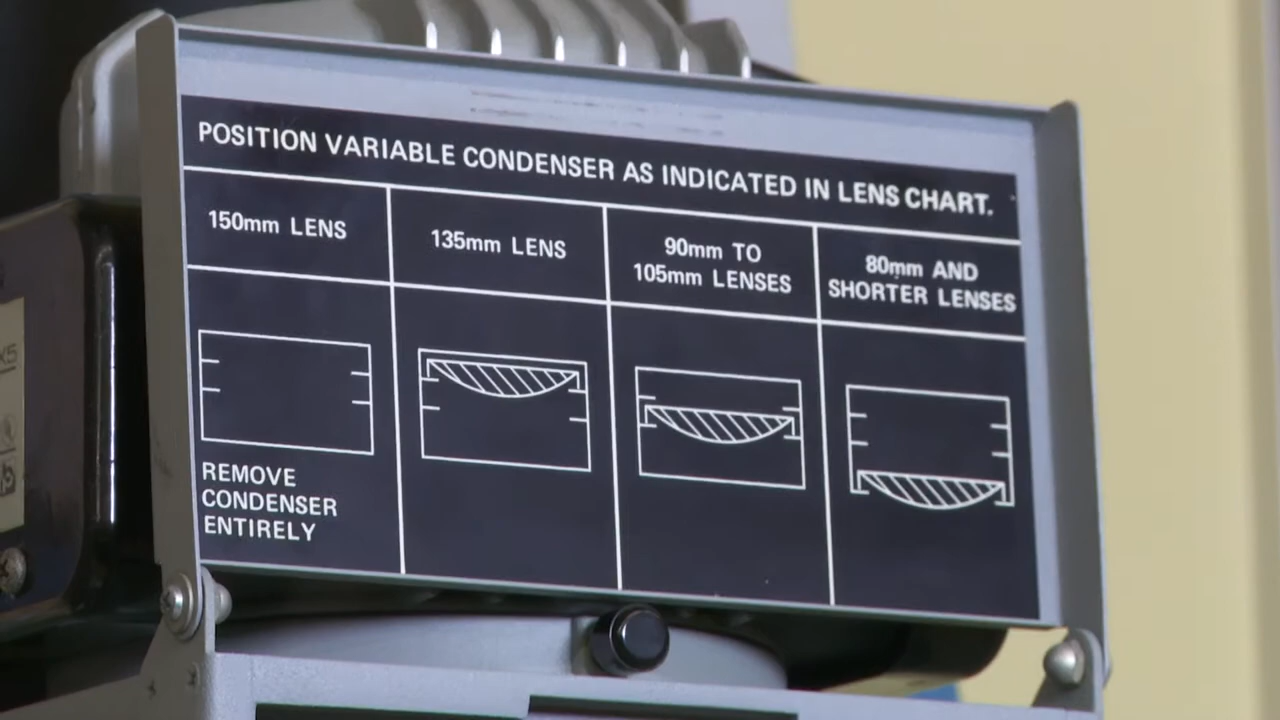 POSITION VARIABLE CONDENSER AS INDICATED IN LENS CHART.
150mm LENS
REMOVE
CONDENSER
ENTIRELY
135mm LENS
90mm TO
105mm LENSES
80mm AND
SHORTER LENSES